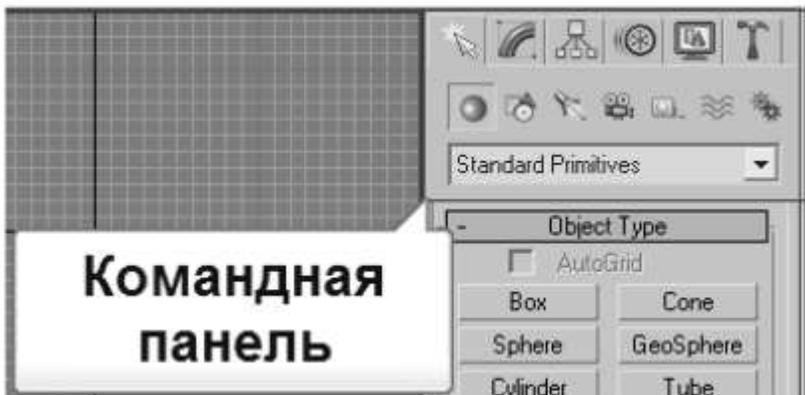 Standard Primitives
- Object Type
AutoGrid
Box Cone
Sphere GeoSphere
Cylinder Tube
Командная
панель